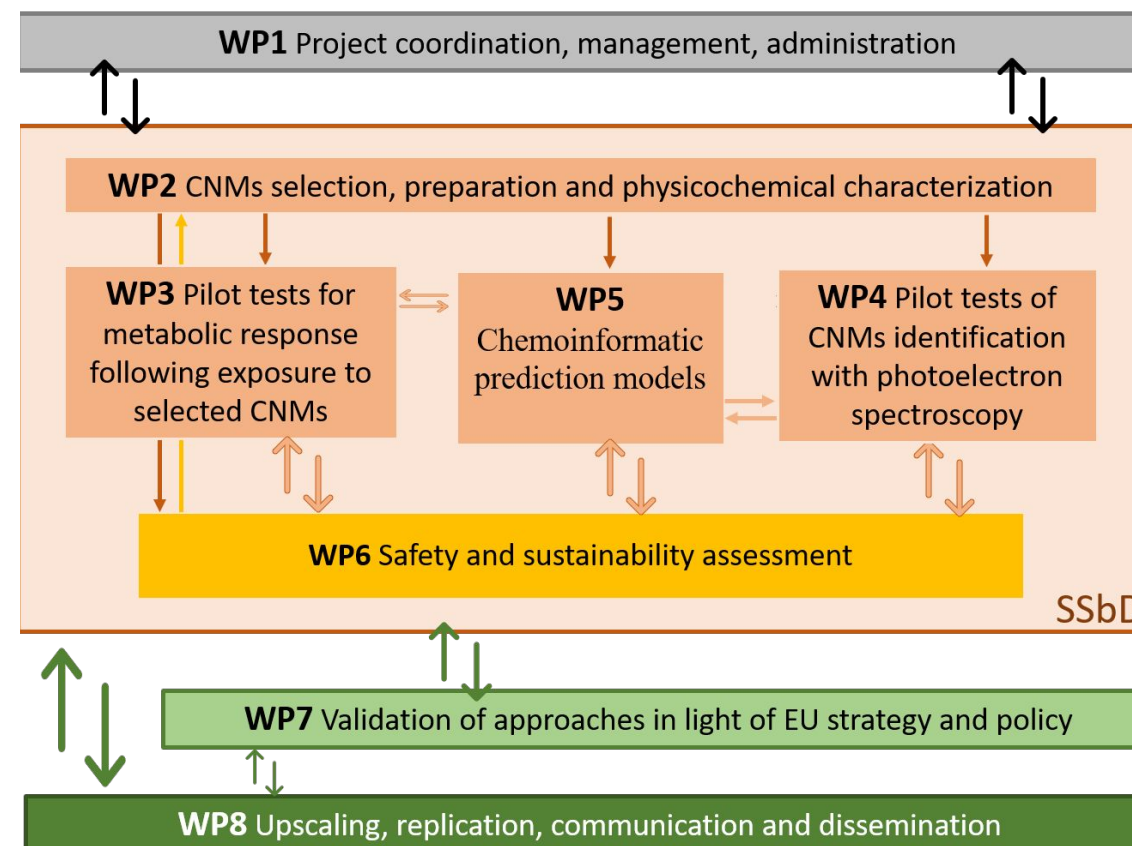 WP1 Project coordination, management, administration
WP2 CNMs selection, preparation and physicochemical characterization
WP3 Pilot tests for
metabolic response
following exposure to
selected CNMs
WP5
Chemoinformatic
prediction models
WP4 Pilot tests of
CNMs identification
with photoelectron
spectroscopy
WP6 Safety and sustainability assessment
SSbD
WP7 Validation of approaches in light of EU strategy and policy
WP8 Upscaling, replication, communication and dissemination